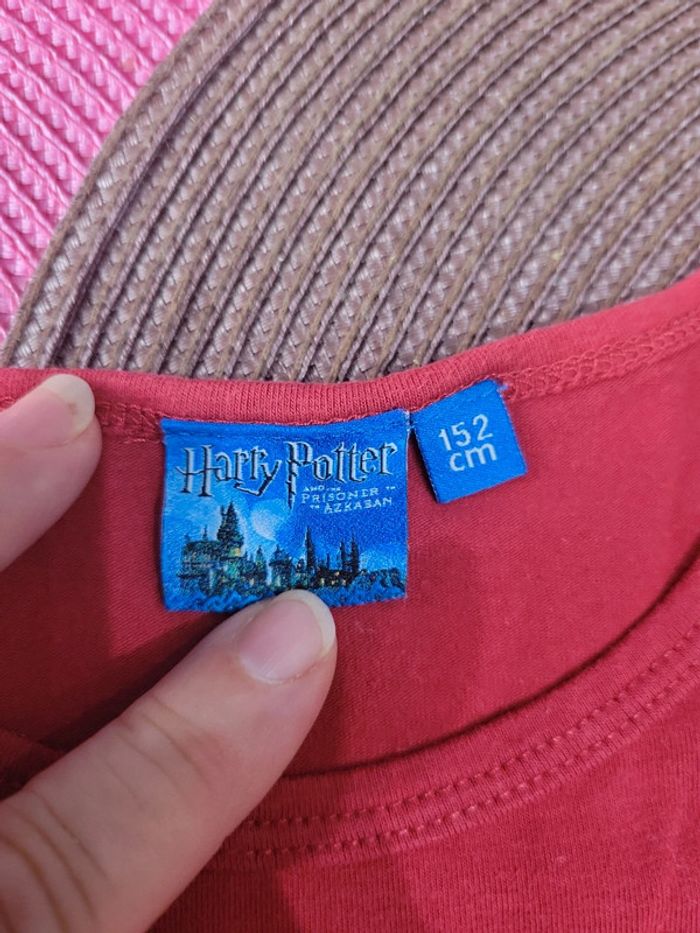 Harry Potter
AND THE
PRISONER
OF
AZKABAN
152
cm